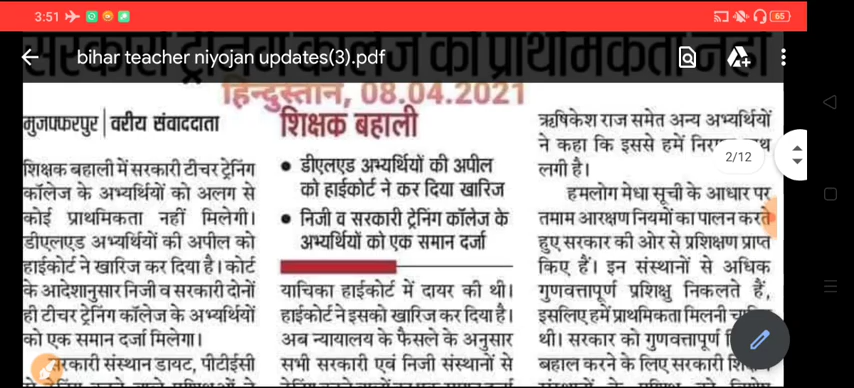 3:51
65
सरकारी ट्रेनिंग कॉलेज को प्राथमिकता नहीं
bihar teacher niyojan updates(3).pdf
हिन्दुस्तान, 08.04.2021
मुजफ्फरपुर | वरीय संवाददाता
शिक्षक बहाली में सरकारी टीचर ट्रेनिंग
कॉलेज के अभ्यर्थियों को अलग से
कोई प्राथमिकता नहीं मिलेगी।
डीएलएड अभ्यर्थियों की अपील को
हाईकोर्ट ने खारिज कर दिया है। कोर्ट
के आदेशानुसार निजी व सरकारी दोनों
ही टीचर ट्रेनिंग कॉलेज के अभ्यर्थियों
को एक समान दर्जा मिलेगा।
सरकारी संस्थान डायट, पीटीईसी
शिक्षक बहाली
● डीएलएड अभ्यर्थियों की अपील
को हाईकोर्ट ने कर दिया खारिज
● निजी व सरकारी ट्रेनिंग कॉलेज के
अभ्यर्थियों को एक समान दर्जा
याचिका हाईकोर्ट में दायर की थी।
हाईकोर्ट ने इसको खारिज कर दिया है।
अब न्यायालय के फैसले के अनुसार
सभी सरकारी एवं निजी संस्थानों से
ऋषिकेश राज समेत अन्य अभ्यर्थियों
ने कहा कि इससे हमें
लगी है।
2/12
हमलोग मेधा सूची के आधार पर
तमाम आरक्षण नियमों का पालन करते
हुए सरकार की ओर से प्रशिक्षण प्राप्त
किए हैं। इन संस्थानों से अधिक
गुणवत्तापूर्ण प्रशिक्षु निकलते हैं,
इसलिए हमें प्राथमिकता मिलनी
थी। सरकार को गुणवत्तापूर्ण
बहाल करने के लिए सरकारी